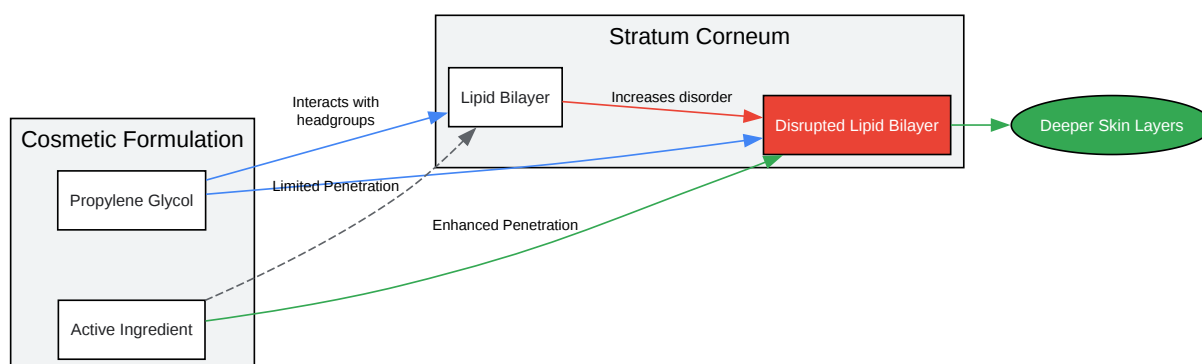 Stratum Corneum
Lipid Bilayer
Increases disorder
Interacts with
headgroups
Disrupted Lipid Bilayer
Deeper Skin Layers
Cosmetic Formulation
Propylene Glycol
Limited Penetration
Enhanced Penetration
Active Ingredient